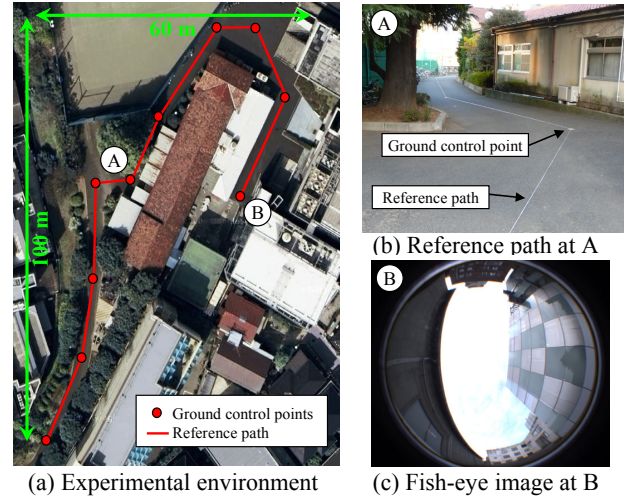 60 m
100 m
A
B
Ground control points
Reference path
(a) Experimental environment
A
Ground control point
Reference path
(b) Reference path at A
B
(c) Fish-eye image at B